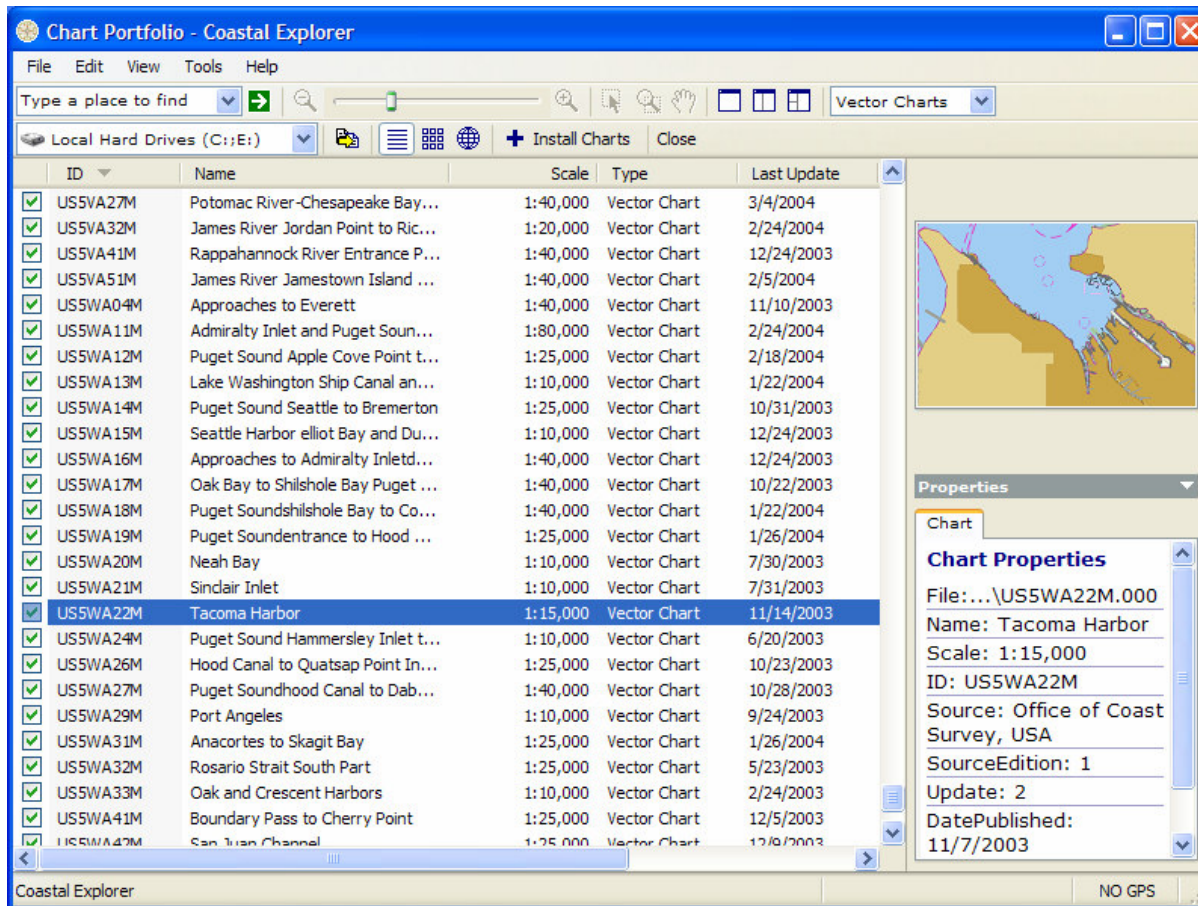 Chart Portfolio - Coastal Explorer
File Edit View Tools Help
Type a place to find Vector Charts
Local Hard Drives (C:;E:) Install Charts Close
ID Name Scale Type Last Update
US5VA27M Potomac River-Chesapeake Bay... 1:40,000 Vector Chart 3/4/2004
US5VA32M James River Jordan Point to Ric... 1:20,000 Vector Chart 2/24/2004
US5VA41M Rappahannock River Entrance P... 1:40,000 Vector Chart 12/24/2003
US5VA51M James River Jamestown Island ... 1:40,000 Vector Chart 2/5/2004
US5WA04M Approaches to Everett 1:40,000 Vector Chart 11/10/2003
US5WA11M Admiralty Inlet and Puget Soun... 1:80,000 Vector Chart 2/24/2004
US5WA12M Puget Sound Apple Cove Point t... 1:25,000 Vector Chart 2/18/2004
US5WA13M Lake Washington Ship Canal an... 1:10,000 Vector Chart 1/22/2004
US5WA14M Puget Sound Seattle to Bremerton 1:25,000 Vector Chart 10/31/2003
US5WA15M Seattle Harbor elliot Bay and Du... 1:10,000 Vector Chart 12/24/2003
US5WA16M Approaches to Admiralty Inletd... 1:40,000 Vector Chart 12/24/2003
US5WA17M Oak Bay to Shilshole Bay Puget ... 1:40,000 Vector Chart 10/22/2003
US5WA18M Puget Soundshilshole Bay to Co... 1:40,000 Vector Chart 1/22/2004
US5WA19M Puget Soundentrance to Hood ... 1:25,000 Vector Chart 1/26/2004
US5WA20M Neah Bay 1:10,000 Vector Chart 7/30/2003
US5WA21M Sinclair Inlet 1:10,000 Vector Chart 7/31/2003
US5WA22M Tacoma Harbor 1:15,000 Vector Chart 11/14/2003
US5WA24M Puget Sound Hammersley Inlet t... 1:10,000 Vector Chart 6/20/2003
US5WA26M Hood Canal to Quatsap Point In... 1:25,000 Vector Chart 10/23/2003
US5WA27M Puget Soundhood Canal to Dab... 1:40,000 Vector Chart 10/28/2003
US5WA29M Port Angeles 1:10,000 Vector Chart 9/24/2003
US5WA31M Anacortes to Skagit Bay 1:25,000 Vector Chart 1/26/2004
US5WA32M Rosario Strait South Part 1:25,000 Vector Chart 5/23/2003
US5WA33M Oak and Crescent Harbors 1:10,000 Vector Chart 2/24/2003
US5WA41M Boundary Pass to Cherry Point 1:25,000 Vector Chart 12/5/2003
US5WA42M San Juan Channel 1:25,000 Vector Chart 12/9/2003
Properties
Chart
Chart Properties
File:...\US5WA22M.000
Name: Tacoma Harbor
Scale: 1:15,000
ID: US5WA22M
Source: Office of Coast
Survey, USA
SourceEdition: 1
Update: 2
DatePublished:
11/7/2003
Coastal Explorer NO GPS